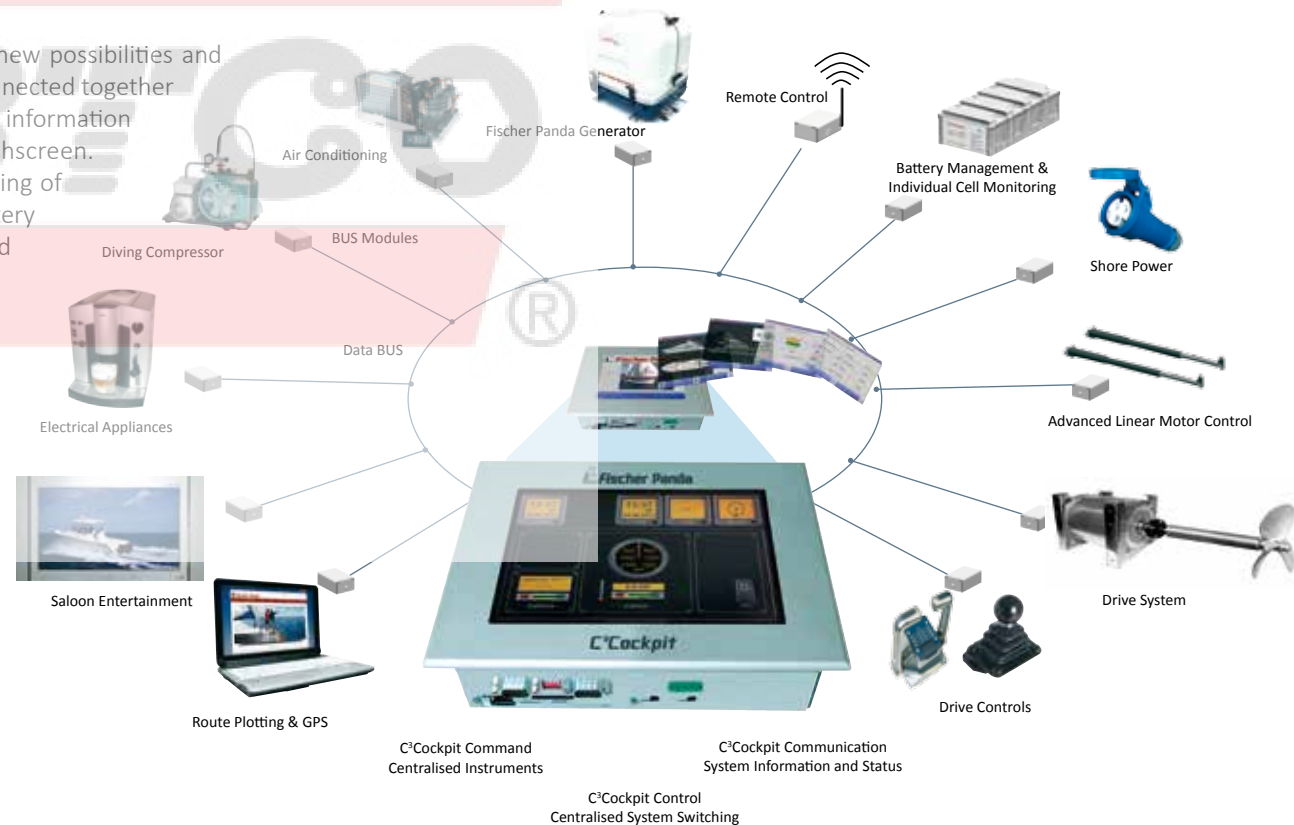 new possibilities and
nnected together
information
hscreen.
ing of
tery
d
Fischer Panda Generator
Remote Control
Battery Management &
Individual Cell Monitoring
Air Conditioning
Diving Compressor
BUS Modules
Shore Power
Data BUS
Electrical Appliances
Advanced Linear Motor Control
Fischer Panda
Saloon Entertainment
Drive System
C³Cockpit
Route Plotting & GPS
Drive Controls
C³Cockpit Command
Centralised Instruments
C³Cockpit Communication
System Information and Status
C³Cockpit Control
Centralised System Switching
CO
®